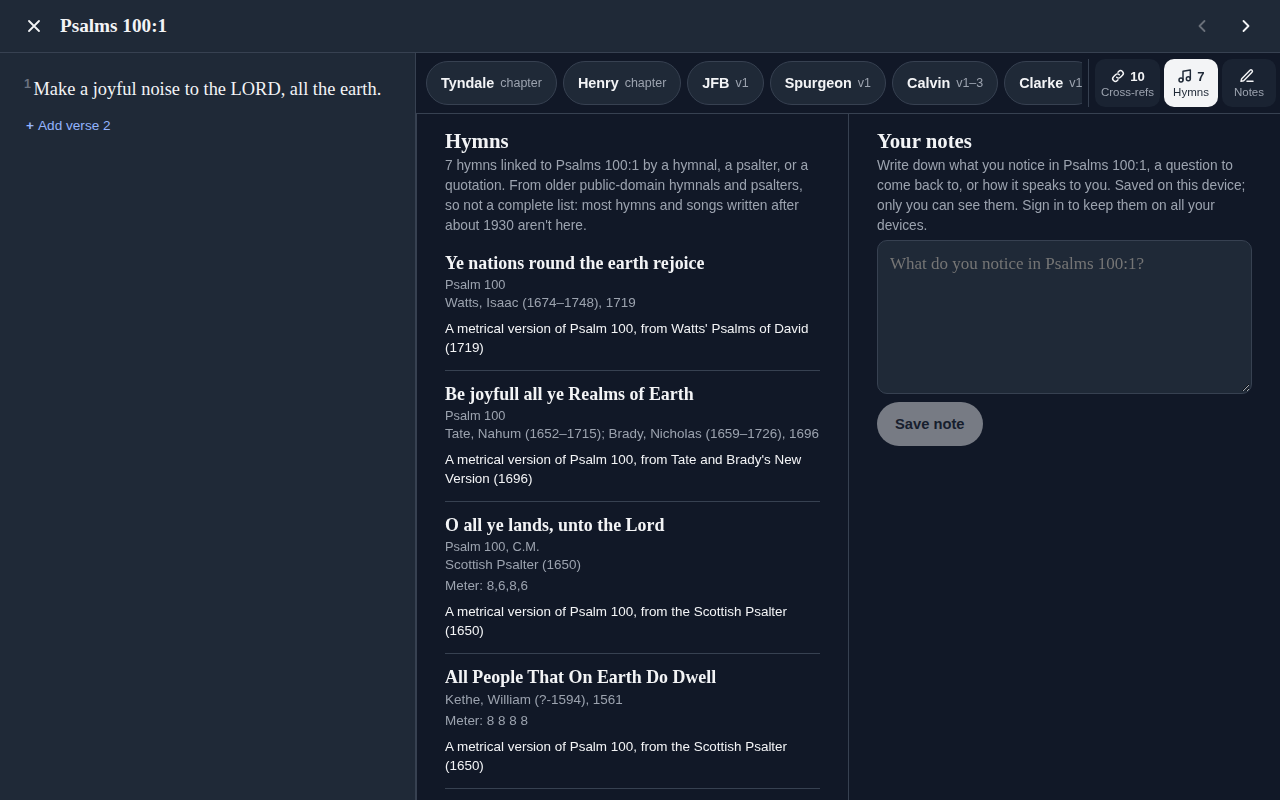 Psalms 100:1
1 Make a joyful noise to the LORD, all the earth.
+ Add verse 2
Tyndale chapter
Henry chapter
JFB v1
Spurgeon v1
Calvin v1–3
Clarke v1
10 Cross-refs
7 Hymns
Notes
Hymns
7 hymns linked to Psalms 100:1 by a hymnal, a psalter, or a
quotation. From older public-domain hymnals and psalters,
so not a complete list: most hymns and songs written after
about 1930 aren't here.
Ye nations round the earth rejoice
Psalm 100
Watts, Isaac (1674–1748), 1719
A metrical version of Psalm 100, from Watts' Psalms of David
(1719)
Be joyfull all ye Realms of Earth
Psalm 100
Tate, Nahum (1652–1715); Brady, Nicholas (1659–1726), 1696
A metrical version of Psalm 100, from Tate and Brady's New
Version (1696)
O all ye lands, unto the Lord
Psalm 100, C.M.
Scottish Psalter (1650)
Meter: 8,6,8,6
A metrical version of Psalm 100, from the Scottish Psalter
(1650)
All People That On Earth Do Dwell
Kethe, William (?-1594), 1561
Meter: 8 8 8 8
A metrical version of Psalm 100, from the Scottish Psalter
(1650)
Your notes
Write down what you notice in Psalms 100:1, a question to
come back to, or how it speaks to you. Saved on this device;
only you can see them. Sign in to keep them on all your
devices.
What do you notice in Psalms 100:1?
Save note